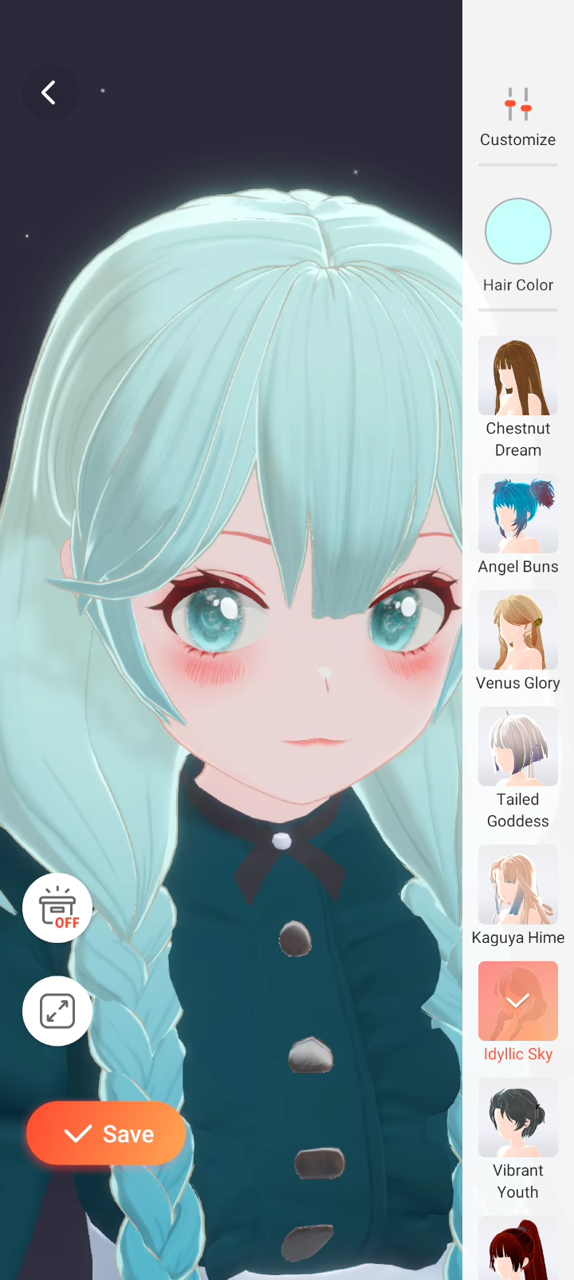 Customize
Hair Color
Chestnut
Dream
Angel Buns
Venus Glory
Tailed
Goddess
Kaguya Hime
OFF
Idyllic Sky
Save
Vibrant
Youth